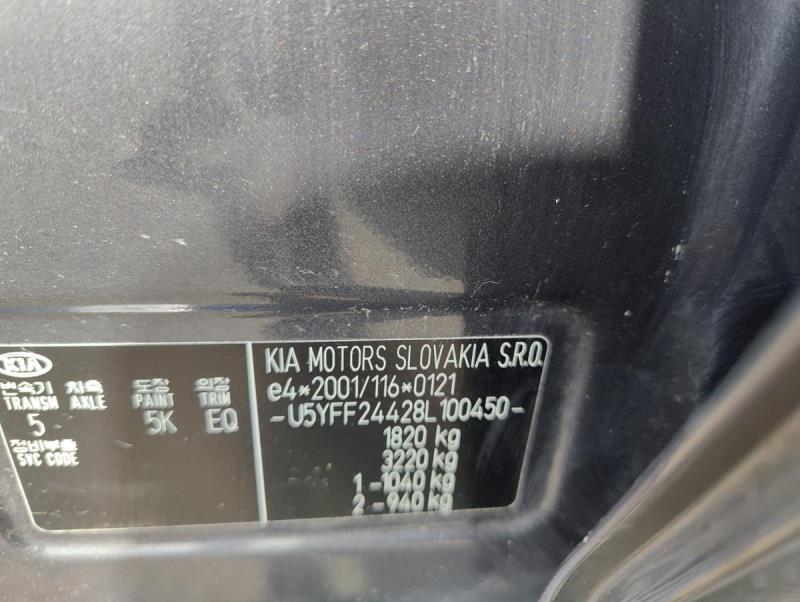 KIA
변속기 차축 도장 의장
TRANSM AXLE PAINT TRIM
5 - 5K EQ
정비부품
SVC CODE
KIA MOTORS SLOVAKIA S.R.O.
e4*2001/116*0121
-U5YFF24428L100450-
1820 kg
3220 kg
1 -1040 kg
2 -940 kg